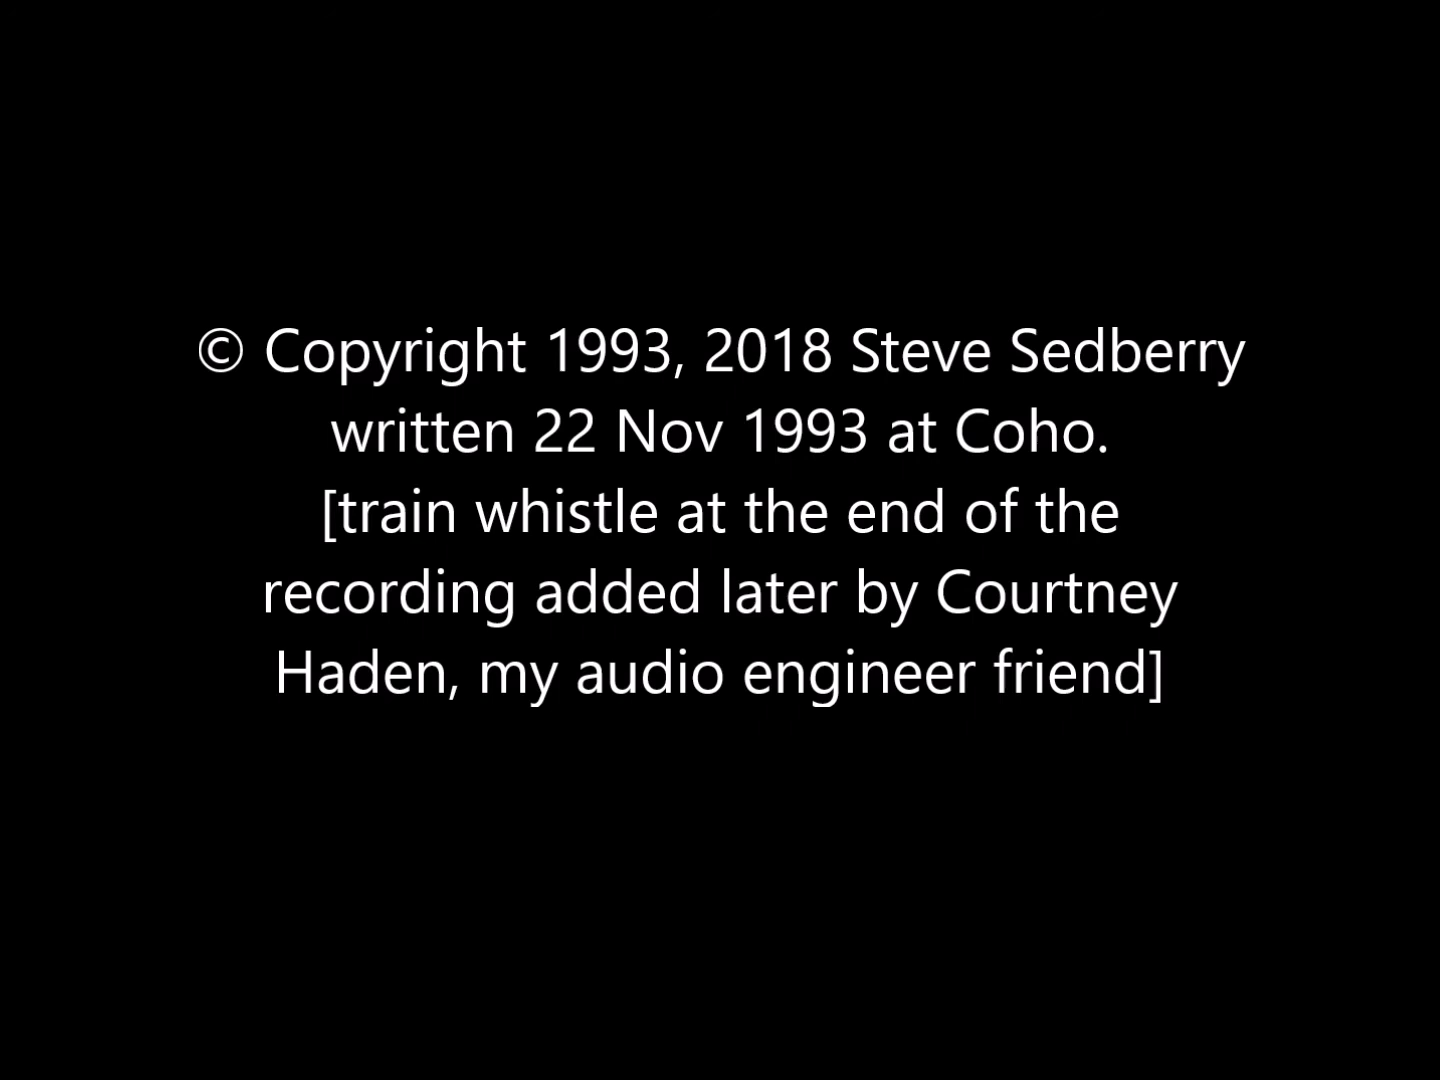 © Copyright 1993, 2018 Steve Sedberry
written 22 Nov 1993 at Coho.
[train whistle at the end of the
recording added later by Courtney
Haden, my audio engineer friend]